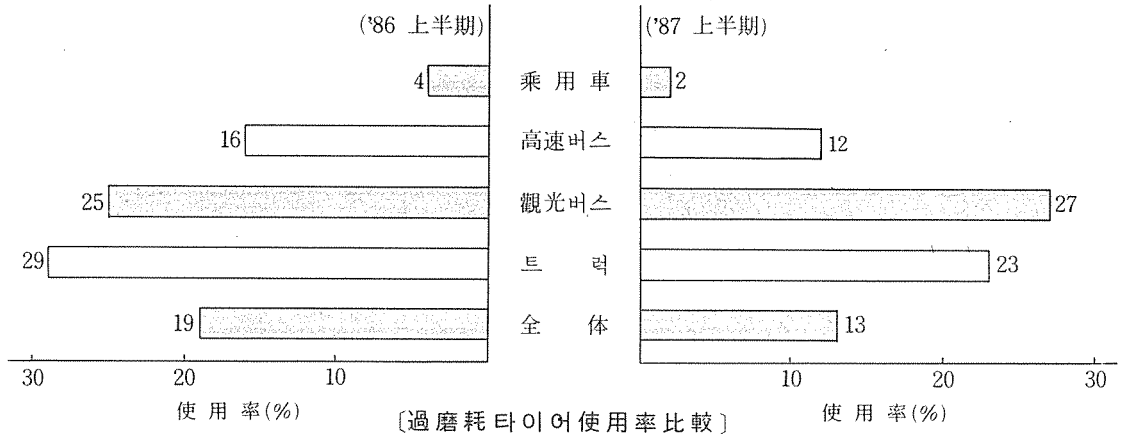 ('86 上半期) ('87 上半期)
4 乘用車 2
16 高速버스 12
25 觀光버스 27
29 트럭 23
19 全体 13
30 20 10 10 20 30
使用率(%) 使用率(%)
〔過磨耗타이어使用率比較〕